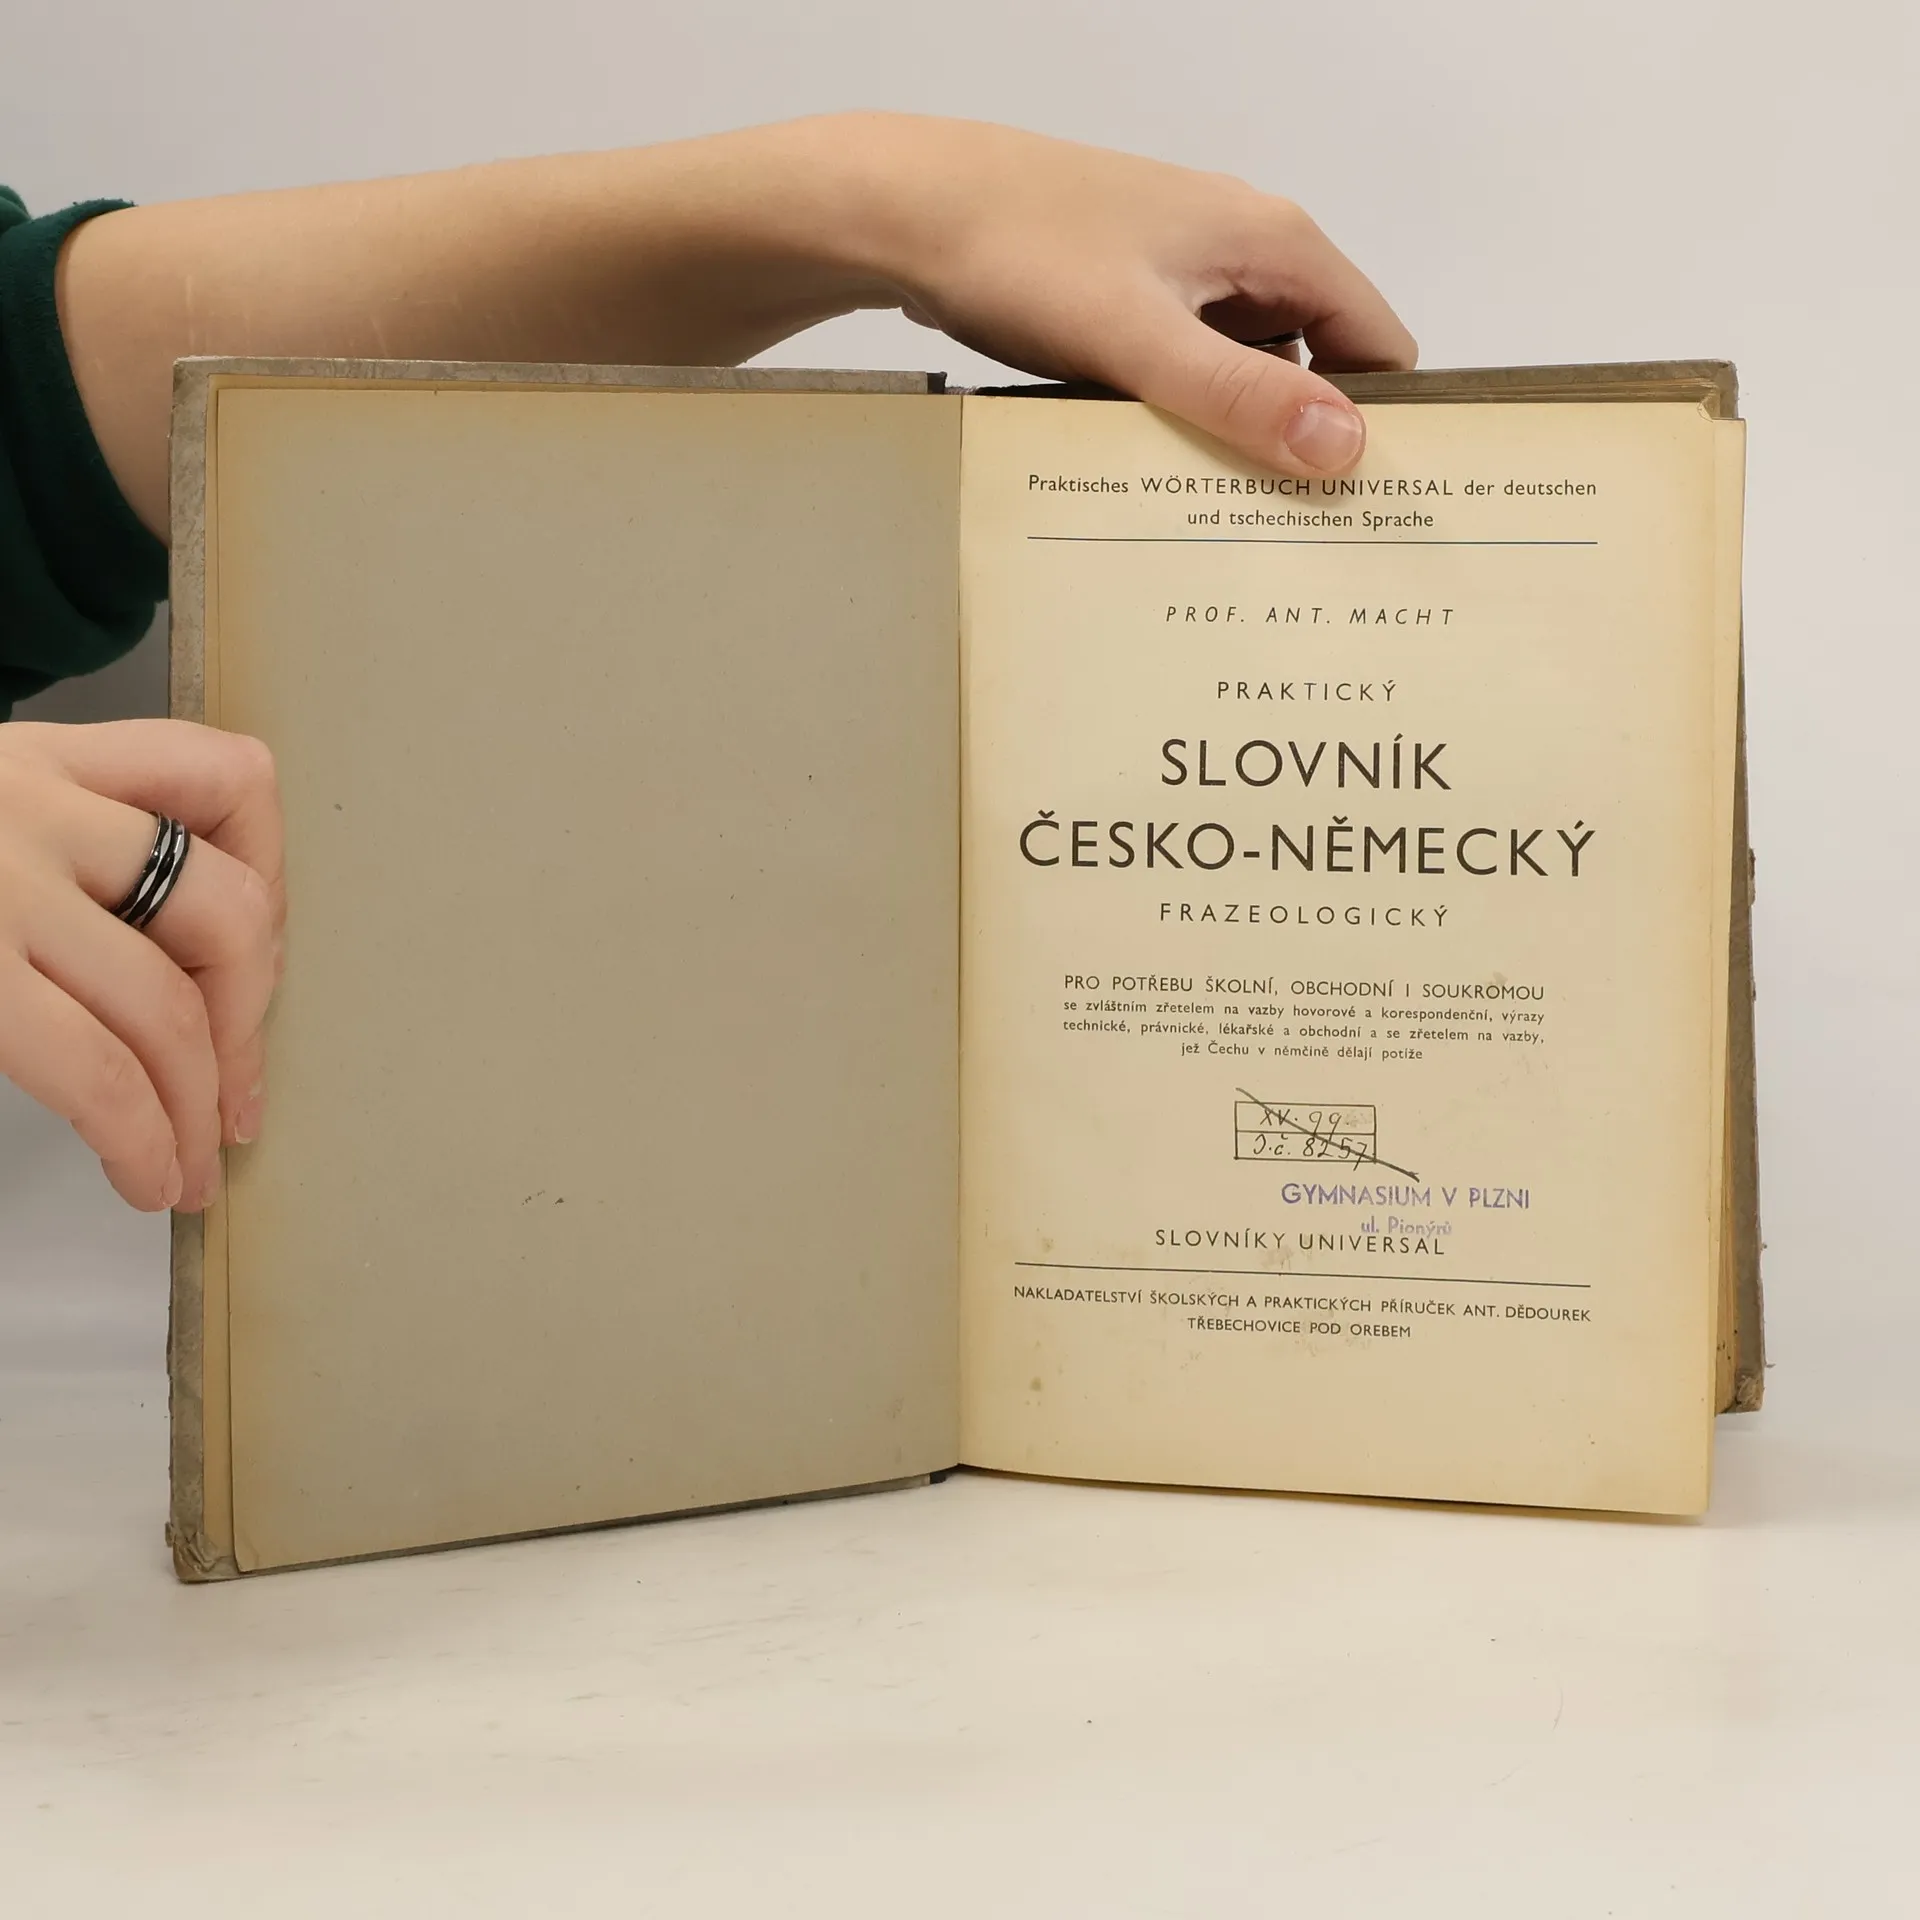 Praktisches WÖRTERBUCH UNIVERSAL der deutschen
und tschechischen Sprache
PROF. ANT. MACHT
PRAKTICKÝ
SLOVNÍK
ČESKO-NĚMECKÝ
FRAZEOLOGICKÝ
PRO POTŘEBU ŠKOLNÍ, OBCHODNÍ I SOUKROMOU
se zvláštním zřetelem na vazby hovorové a korespondenční, výrazy
technické, právnické, lékařské a obchodní a se zřetelem na vazby,
jež Čechu v němčině dělají potíže
XV. 99.
J.č. 8257
GYMNASIUM V PLZNI
ul. Pionýrů
SLOVNÍKY UNIVERSAL
NAKLADATELSTVÍ ŠKOLSKÝCH A PRAKTICKÝCH PŘÍRUČEK ANT. DĚDOUREK
TŘEBECHOVICE POD OREBEM